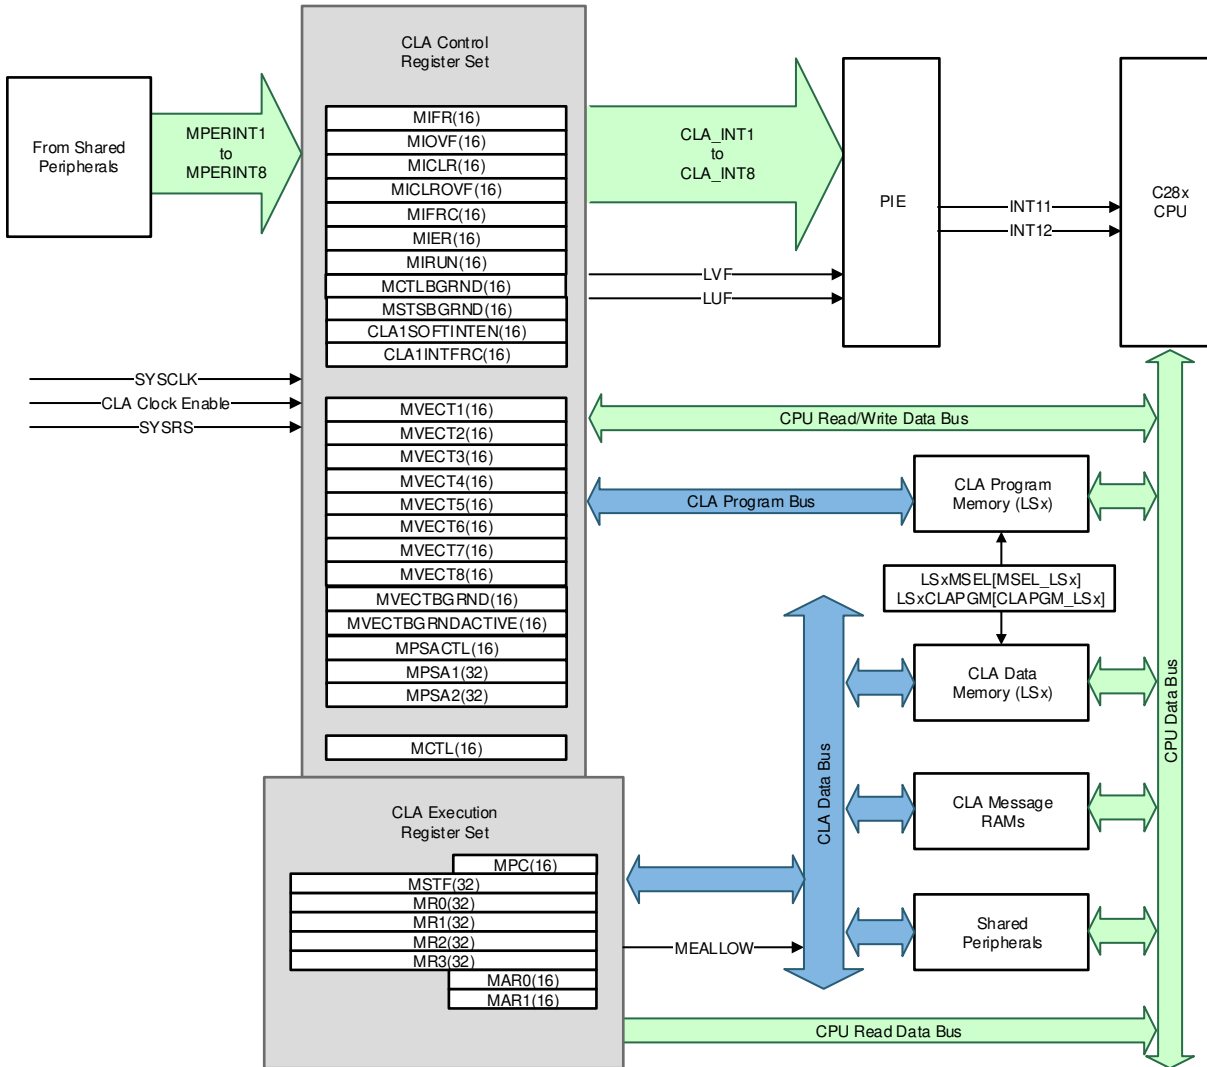 CLA Control
Register Set
From Shared
Peripherals
MPERINT1
to
MPERINT8
MIFR(16)
MIOVF(16)
MICLR(16)
MICLROVF(16)
MIFRC(16)
MIER(16)
MIRUN(16)
MCTLBGRND(16)
MSTSBGRND(16)
CLA1SOFTINTEN(16)
CLA1INTFRC(16)
CLA_INT1
to
CLA_INT8
LVF
LUF
PIE
INT11
INT12
C28x
CPU
SYSCLK
CLA Clock Enable
SYSRS
MVECT1(16)
MVECT2(16)
MVECT3(16)
MVECT4(16)
MVECT5(16)
MVECT6(16)
MVECT7(16)
MVECT8(16)
MVECTBGRND(16)
MVECTBGRNDACTIVE(16)
MPSACTL(16)
MPSA1(32)
MPSA2(32)
MCTL(16)
CPU Read/Write Data Bus
CLA Program Bus
CLA Program
Memory (LSx)
LSxMSEL[MSEL_LSx]
LSxCLAPGM[CLAPGM_LSx]
CLA Data
Memory (LSx)
CLA Data Bus
CPU Data Bus
CLA Message
RAMs
Shared
Peripherals
CLA Execution
Register Set
MPC(16)
MSTF(32)
MR0(32)
MR1(32)
MR2(32)
MR3(32)
MAR0(16)
MAR1(16)
MEALLOW
CPU Read Data Bus